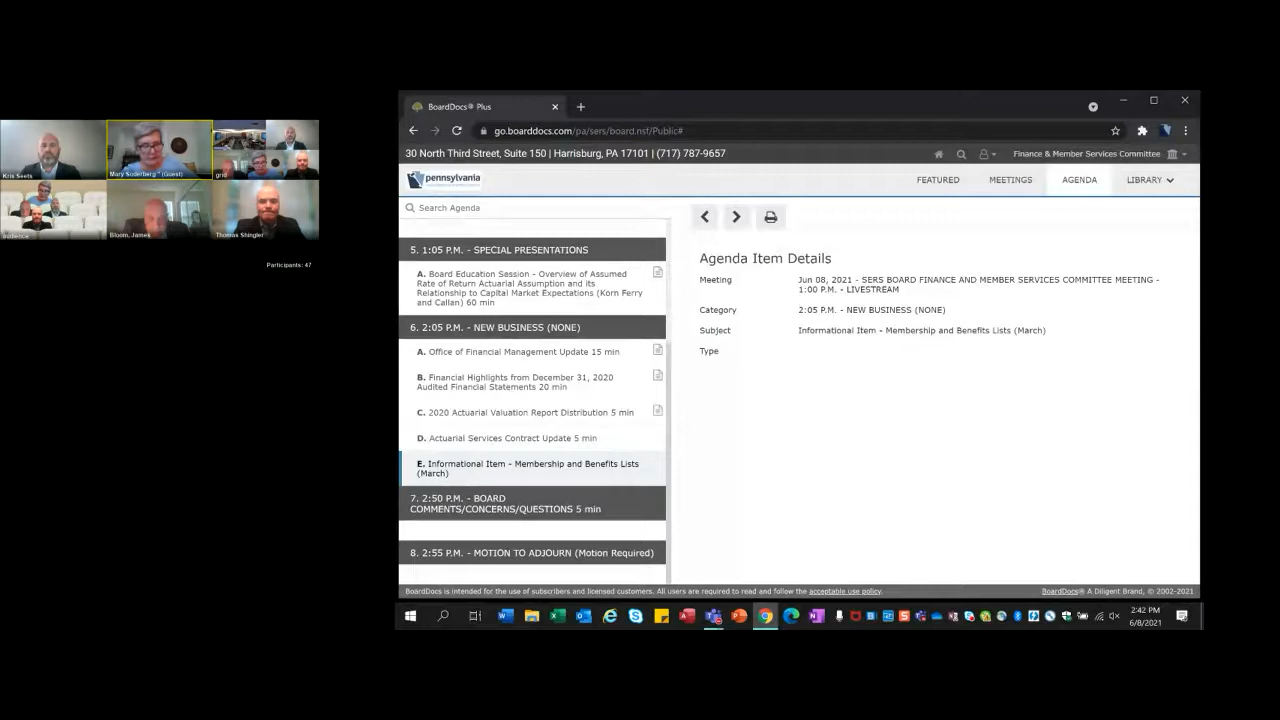 Kris Seets
Mary Soderberg " (Guest)
grid
audience
Bloom, James
Thomas Shingler
Participants: 47
BoardDocs® Plus
go.boarddocs.com/pa/sers/board.nsf/Public#
30 North Third Street, Suite 150 | Harrisburg, PA 17101 | (717) 787-9657
Finance & Member Services Committee
pennsylvania
FEATURED
MEETINGS
AGENDA
LIBRARY
Search Agenda
5. 1:05 P.M. - SPECIAL PRESENTATIONS
A. Board Education Session - Overview of Assumed
Rate of Return Actuarial Assumption and its
Relationship to Capital Market Expectations (Korn Ferry
and Callan) 60 min
6. 2:05 P.M. - NEW BUSINESS (NONE)
A. Office of Financial Management Update 15 min
B. Financial Highlights from December 31, 2020
Audited Financial Statements 20 min
C. 2020 Actuarial Valuation Report Distribution 5 min
D. Actuarial Services Contract Update 5 min
E. Informational Item - Membership and Benefits Lists
(March)
7. 2:50 P.M. - BOARD
COMMENTS/CONCERNS/QUESTIONS 5 min
8. 2:55 P.M. - MOTION TO ADJOURN (Motion Required)
Agenda Item Details
Meeting
Jun 08, 2021 - SERS BOARD FINANCE AND MEMBER SERVICES COMMITTEE MEETING -
1:00 P.M. - LIVESTREAM
Category
2:05 P.M. - NEW BUSINESS (NONE)
Subject
Informational Item - Membership and Benefits Lists (March)
Type
BoardDocs is intended for the use of subscribers and licensed customers. All users are required to read and follow the acceptable use policy.
BoardDocs® A Diligent Brand, © 2002-2021
2:42 PM
6/8/2021